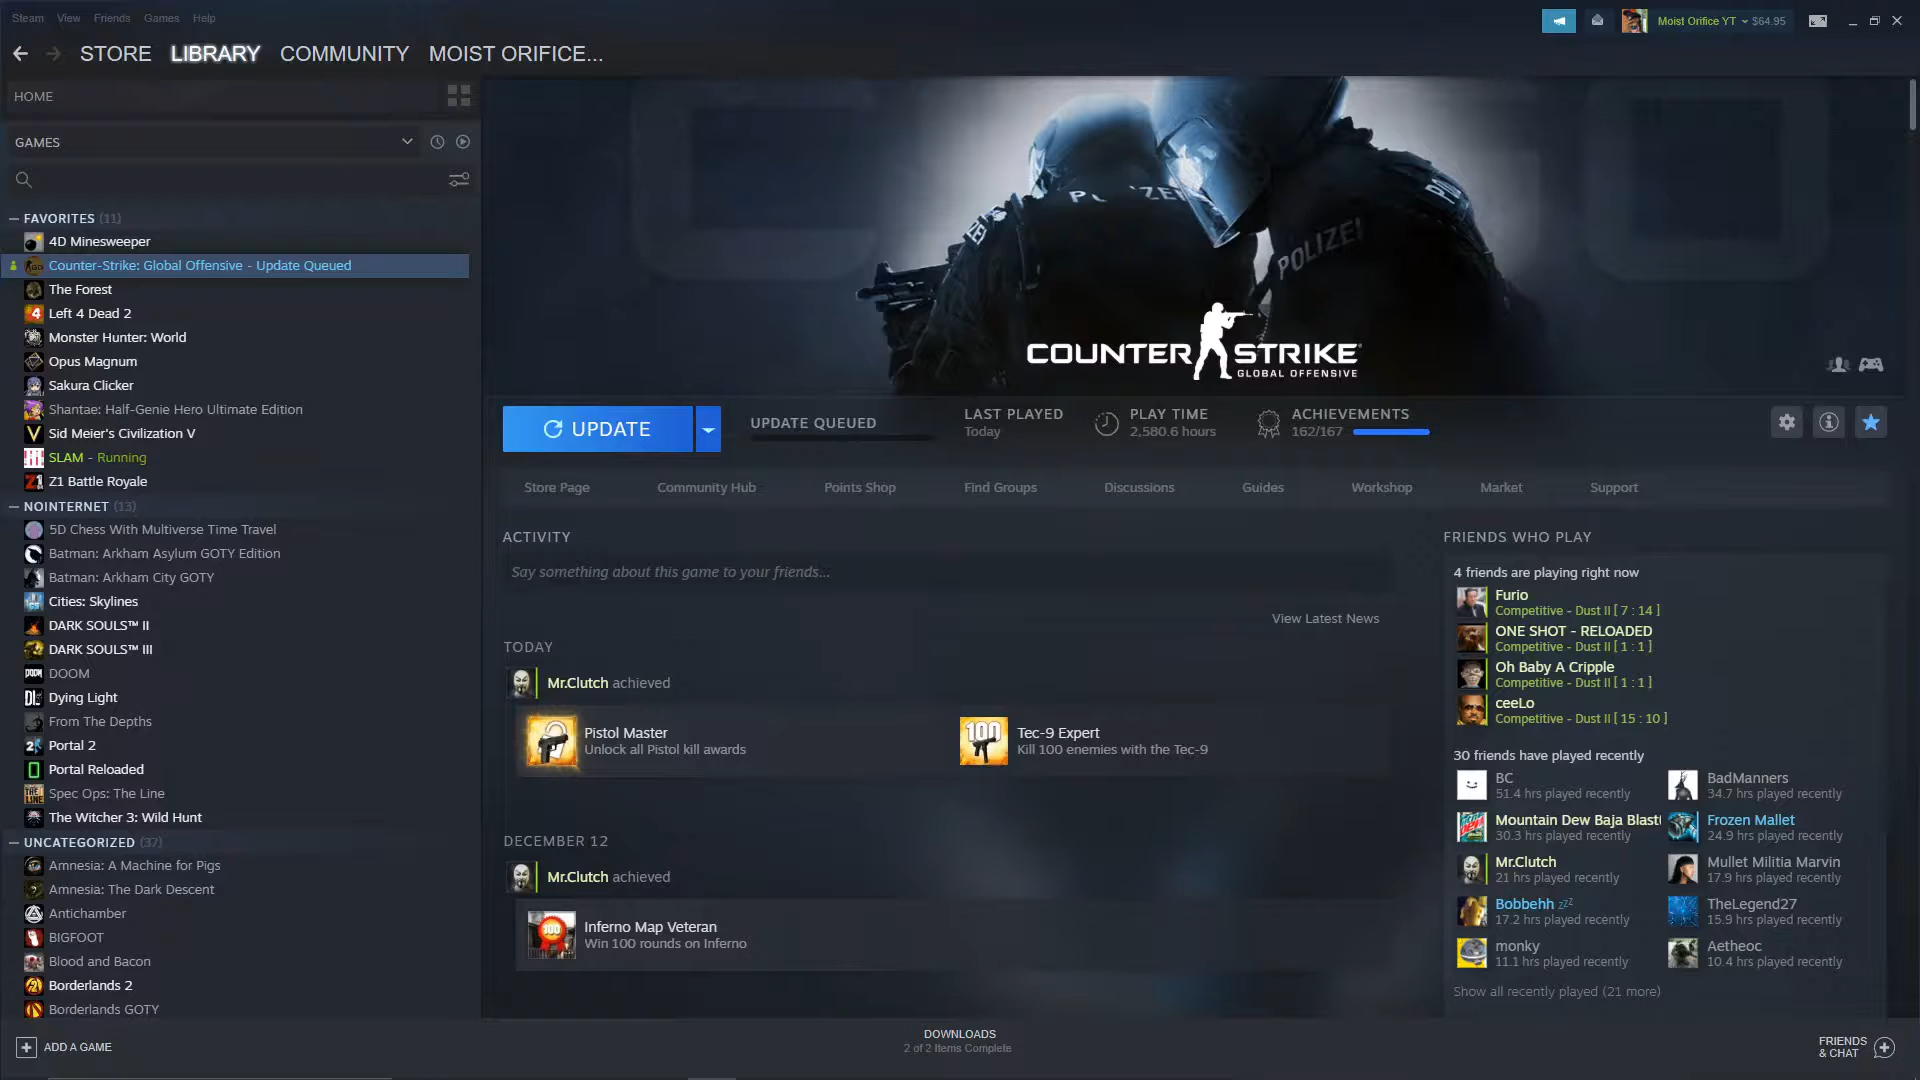 Steam View Friends Games Help
Moist Orifice YT $64.95
STORE LIBRARY COMMUNITY MOIST ORIFICE...
HOME
GAMES
FAVORITES (11)
4D Minesweeper
Counter-Strike: Global Offensive - Update Queued
The Forest
Left 4 Dead 2
Monster Hunter: World
Opus Magnum
Sakura Clicker
Shantae: Half-Genie Hero Ultimate Edition
Sid Meier's Civilization V
SLAM - Running
Z1 Battle Royale
NOINTERNET (13)
5D Chess With Multiverse Time Travel
Batman: Arkham Asylum GOTY Edition
Batman: Arkham City GOTY
Cities: Skylines
DARK SOULS™ II
DARK SOULS™ III
DOOM
Dying Light
From The Depths
Portal 2
Portal Reloaded
Spec Ops: The Line
The Witcher 3: Wild Hunt
UNCATEGORIZED (37)
Amnesia: A Machine for Pigs
Amnesia: The Dark Descent
Antichamber
BIGFOOT
Blood and Bacon
Borderlands 2
Borderlands GOTY
ADD A GAME
POLIZEI
COUNTER STRIKE
GLOBAL OFFENSIVE
UPDATE
UPDATE QUEUED
LAST PLAYED
Today
PLAY TIME
2,580.6 hours
ACHIEVEMENTS
162/167
Store Page Community Hub Points Shop Find Groups Discussions Guides Workshop Market Support
ACTIVITY
Say something about this game to your friends...
View Latest News
TODAY
Mr.Clutch achieved
Pistol Master
Unlock all Pistol kill awards
100
Tec-9 Expert
Kill 100 enemies with the Tec-9
DECEMBER 12
Mr.Clutch achieved
100
Inferno Map Veteran
Win 100 rounds on Inferno
FRIENDS WHO PLAY
4 friends are playing right now
Furio
Competitive - Dust II [ 7 : 14 ]
ONE SHOT - RELOADED
Competitive - Dust II [ 1 : 1 ]
Oh Baby A Cripple
Competitive - Dust II [ 1 : 1 ]
ceeLo
Competitive - Dust II [ 15 : 10 ]
30 friends have played recently
BC
51.4 hrs played recently
BadManners
34.7 hrs played recently
Mountain Dew Baja Blast
30.3 hrs played recently
Frozen Mallet
24.9 hrs played recently
Mr.Clutch
21 hrs played recently
Mullet Militia Marvin
17.9 hrs played recently
Bobbehh zzz
17.2 hrs played recently
TheLegend27
15.9 hrs played recently
monky
11.1 hrs played recently
Aetheoc
10.4 hrs played recently
Show all recently played (21 more)
DOWNLOADS
2 of 2 Items Complete
FRIENDS
& CHAT